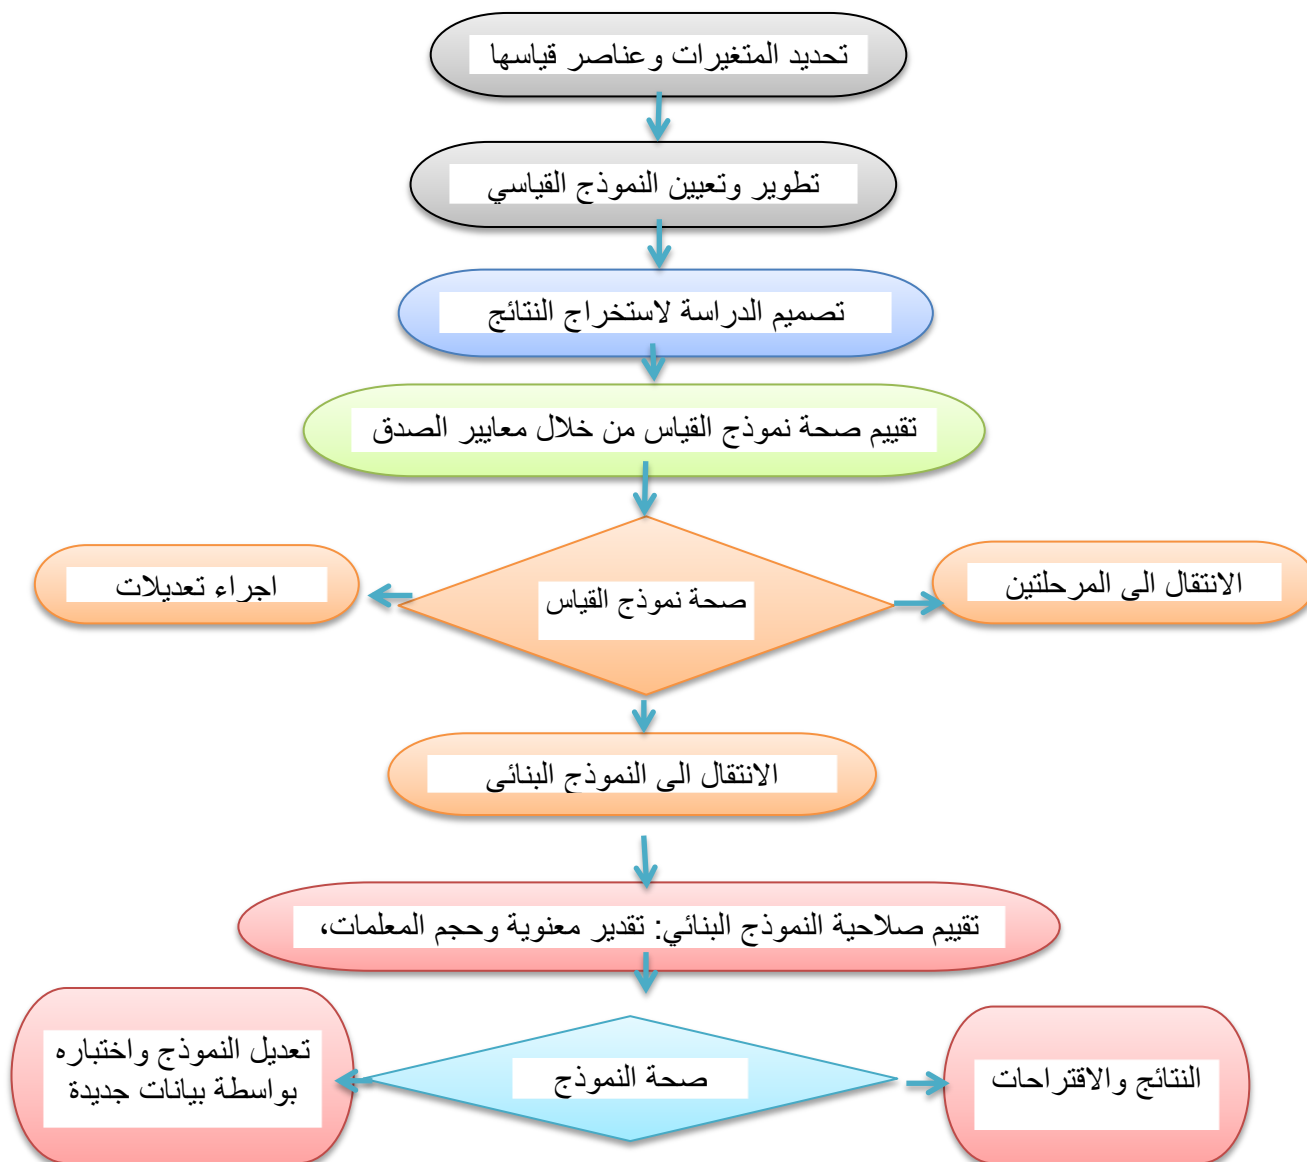 تحديد المتغيرات وعناصر قياسها
تطوير وتعيين النموذج القياسي
تصميم الدراسة لاستخراج النتائج
تقييم صحة نموذج القياس من خلال معايير الصدق
الانتقال الى المرحلتين
صحة نموذج القياس
اجراء تعديلات
الانتقال الى النموذج البنائي
تقييم صلاحية النموذج البنائي: تقدير معنوية وحجم المعلمات،
النتائج والاقتراحات
صحة النموذج
تعديل النموذج واختباره
بواسطة بيانات جديدة